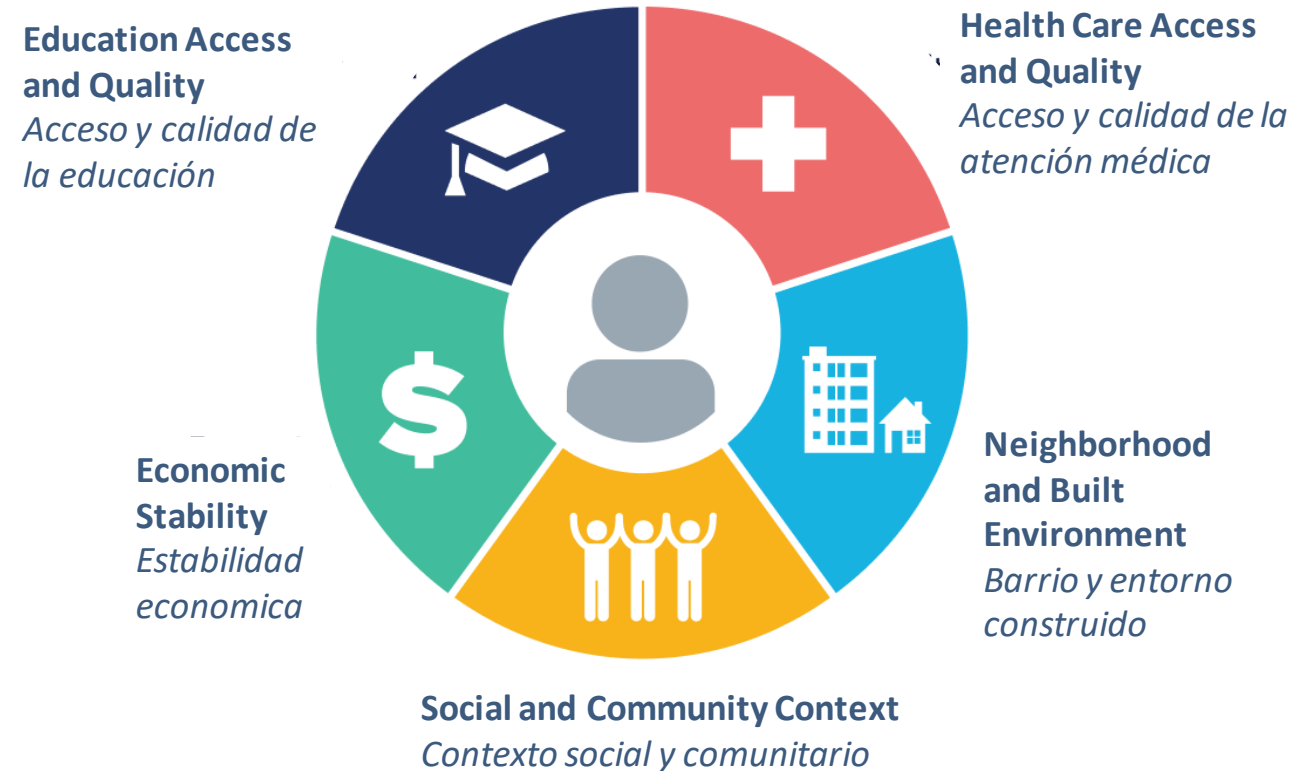 Education Access
and Quality
Acceso y calidad de
la educación
Health Care Access
and Quality
Acceso y calidad de la
atención médica
$
Economic
Stability
Estabilidad
economica
Neighborhood
and Built
Environment
Barrio y entorno
construido
Social and Community Context
Contexto social y comunitario